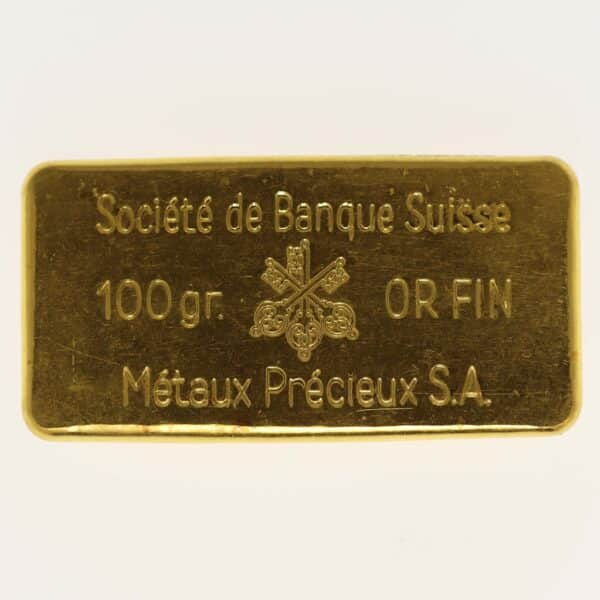 Société de Banque Suisse
100 gr. OR FIN
Métaux Précieux S.A.